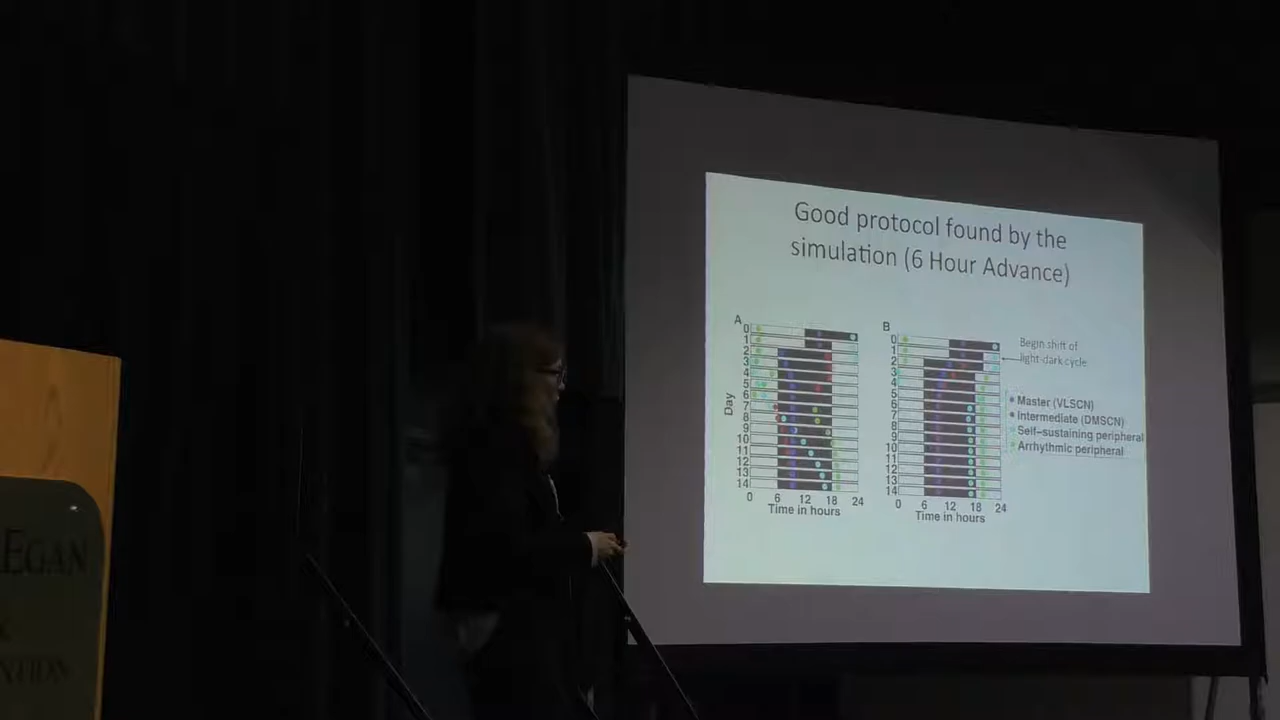 Good protocol found by the
simulation (6 Hour Advance)
A
0
1
2
3
4
5
6
7
8
9
10
11
12
13
14
Day
0 6 12 18 24
Time in hours
B
0
1
2
3
4
5
6
7
8
9
10
11
12
13
14
0 6 12 18 24
Time in hours
Begin shift of
light-dark cycle
Master (VLSCN)
Intermediate (DMSCN)
Self-sustaining peripheral
Arrhythmic peripheral
EGAN